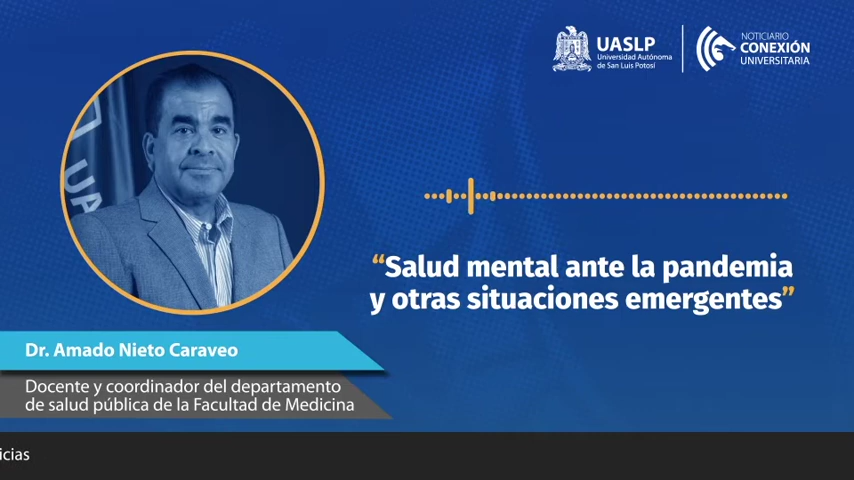 UASLP
Universidad Autónoma
de San Luis Potosí
NOTICIARIO
CONEXIÓN
UNIVERSITARIA
UA
“Salud mental ante la pandemia
y otras situaciones emergentes”
Dr. Amado Nieto Caraveo
Docente y coordinador del departamento
de salud pública de la Facultad de Medicina
icias